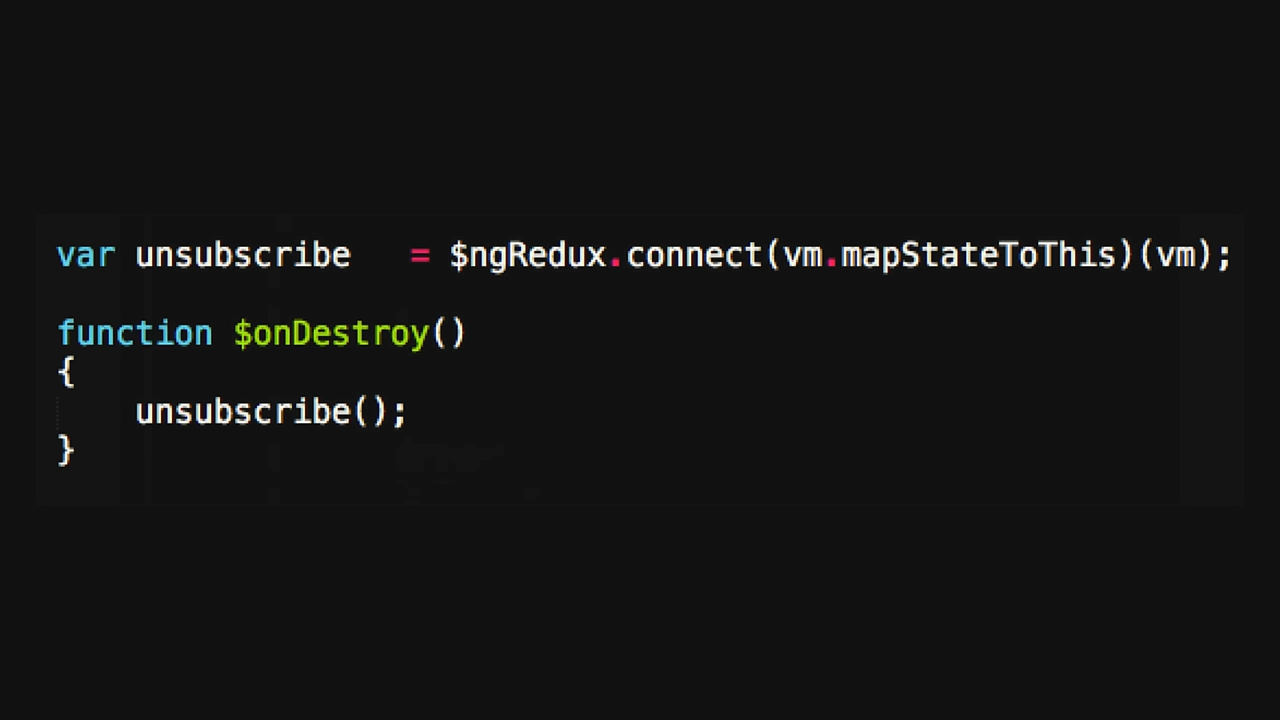 var unsubscribe   = $ngRedux.connect(vm.mapStateToThis)(vm);
function $onDestroy()
{
    unsubscribe();
}